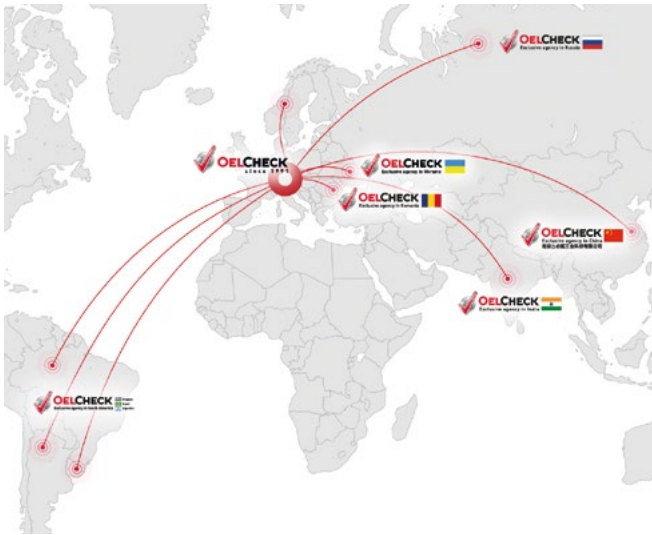 OELCHECK
Exclusive agency in Russia
OELCHECK
since 1991
OELCHECK
Exclusive agency in Ukraine
OELCHECK
Exclusive agency in Romania
OELCHECK
Exclusive agency in China
OELCHECK
Exclusive agency in India
OELCHECK
Exclusive agency in South America